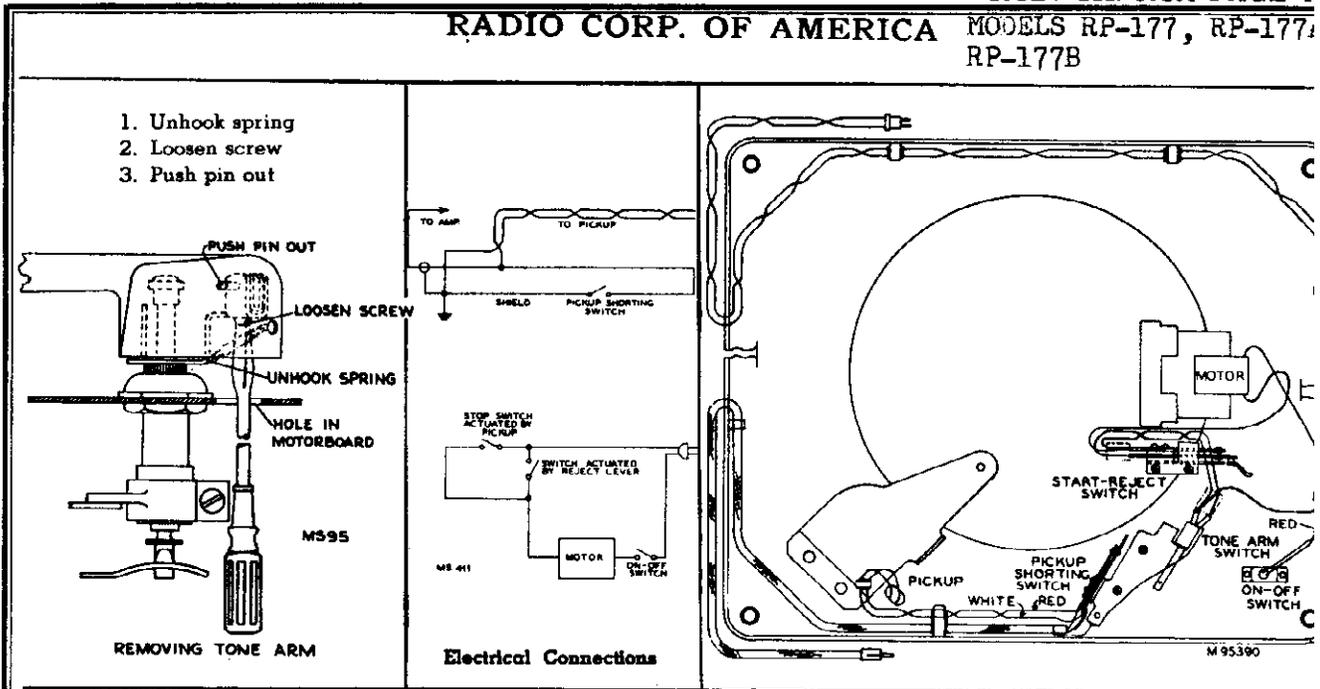 RADIO CORP. OF AMERICA
MODELS RP-177, RP-177A
RP-177B
1. Unhook spring
2. Loosen screw
3. Push pin out
PUSH PIN OUT
LOOSEN SCREW
UNHOOK SPRING
HOLE IN
MOTORBOARD
MS95
REMOVING TONE ARM
TO AMP.
TO PICKUP
SHIELD
PICKUP SHORTING
SWITCH
STOP SWITCH
ACTUATED BY
PICKUP
SWITCH ACTUATED
BY REJECT LEVER
MOTOR
ON-OFF
SWITCH
MS 411
Electrical Connections
MOTOR
START-REJECT
SWITCH
RED
TONE ARM
SWITCH
PICKUP
SHORTING
SWITCH
PICKUP
WHITE
RED
ON-OFF
SWITCH
M 95390